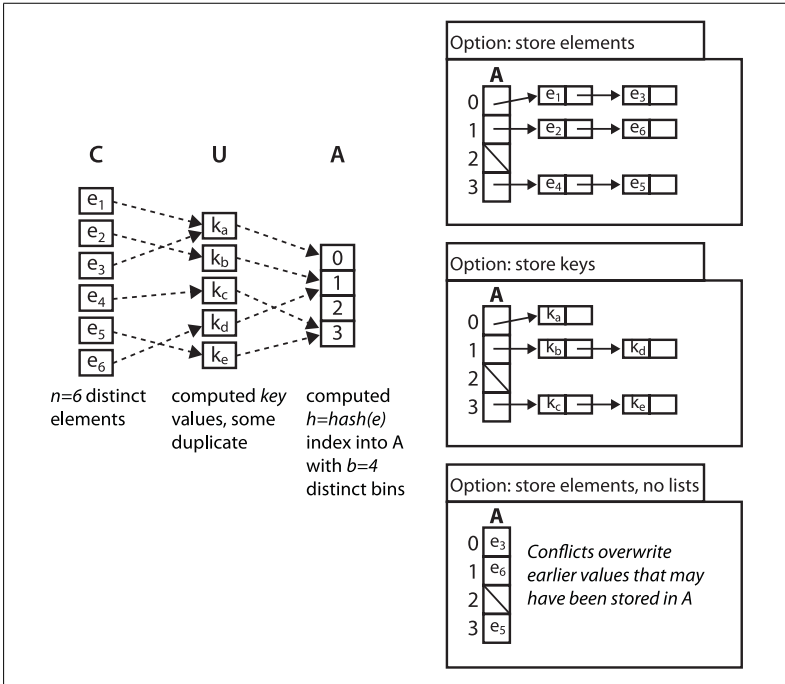 C
U
A
e1
e2
e3
e4
e5
e6
ka
kb
kc
kd
ke
0
1
2
3
n=6 distinct
elements
computed key
values, some
duplicate
computed
h=hash(e)
index into A
with b=4
distinct bins
Option: store elements
A
0 e1 e3
1 e2 e6
2
3 e4 e5
Option: store keys
A
0 ka
1 kb kd
2
3 kc ke
Option: store elements, no lists
A
0 e3
1 e6
2
3 e5
Conflicts overwrite
earlier values that may
have been stored in A